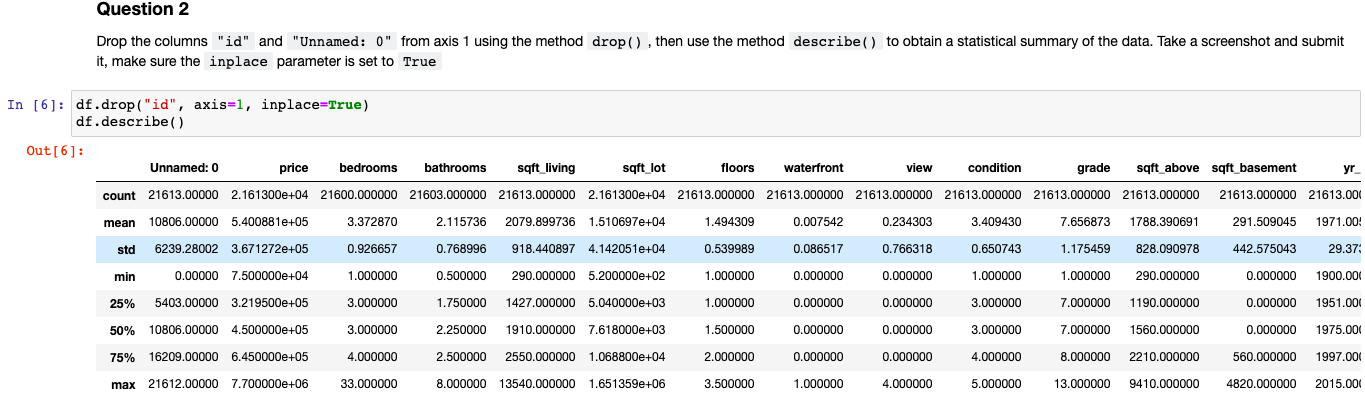 Question 2
Drop the columns "id" and "Unnamed: 0" from axis 1 using the method drop() , then use the method describe() to obtain a statistical summary of the data. Take a screenshot and submit
it, make sure the inplace parameter is set to True
In [6]: df.drop("id", axis=1, inplace=True)
df.describe()
Out[6]:
Unnamed: 0 price bedrooms bathrooms sqft_living sqft_lot floors waterfront view condition grade sqft_above sqft_basement yr_
count 21613.00000 2.161300e+04 21600.000000 21603.000000 21613.000000 2.161300e+04 21613.000000 21613.000000 21613.000000 21613.000000 21613.000000 21613.000000 21613.000000 21613.00
mean 10806.00000 5.400881e+05 3.372870 2.115736 2079.899736 1.510697e+04 1.494309 0.007542 0.234303 3.409430 7.656873 1788.390691 291.509045 1971.005
std 6239.28002 3.671272e+05 0.926657 0.768996 918.440897 4.142051e+04 0.539989 0.086517 0.766318 0.650743 1.175459 828.090978 442.575043 29.373
min 0.00000 7.500000e+04 1.000000 0.500000 290.000000 5.200000e+02 1.000000 0.000000 0.000000 1.000000 1.000000 290.000000 0.000000 1900.00
25% 5403.00000 3.219500e+05 3.000000 1.750000 1427.000000 5.040000e+03 1.000000 0.000000 0.000000 3.000000 7.000000 1190.000000 0.000000 1951.00
50% 10806.00000 4.500000e+05 3.000000 2.250000 1910.000000 7.618000e+03 1.500000 0.000000 0.000000 3.000000 7.000000 1560.000000 0.000000 1975.00
75% 16209.00000 6.450000e+05 4.000000 2.500000 2550.000000 1.068800e+04 2.000000 0.000000 0.000000 4.000000 8.000000 2210.000000 560.000000 1997.00
max 21612.00000 7.700000e+06 33.000000 8.000000 13540.000000 1.651359e+06 3.500000 1.000000 4.000000 5.000000 13.000000 9410.000000 4820.000000 2015.00